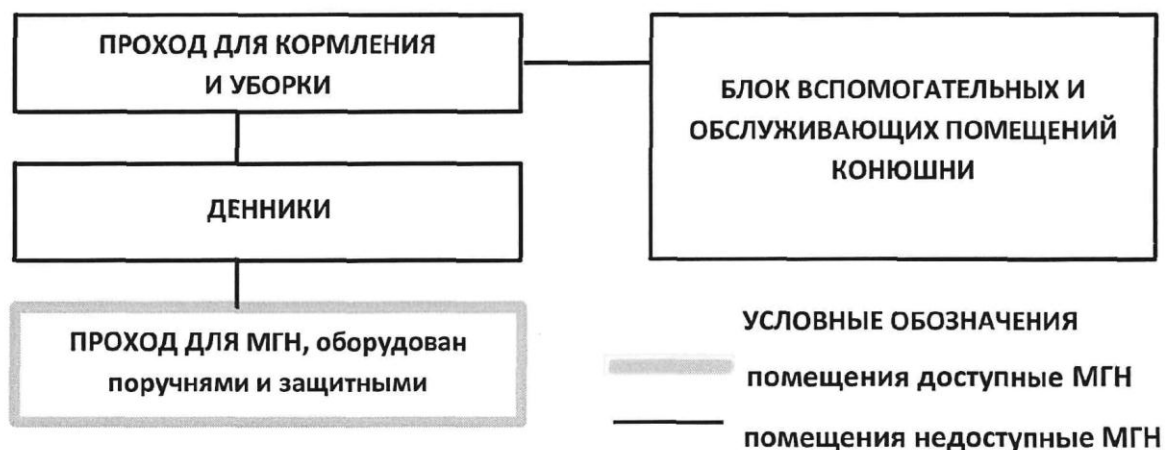 ПРОХОД ДЛЯ КОРМЛЕНИЯ
И УБОРКИ
БЛОК ВСПОМОГАТЕЛЬНЫХ И
ОБСЛУЖИВАЮЩИХ ПОМЕЩЕНИЙ
КОНЮШНИ
ДЕННИКИ
ПРОХОД ДЛЯ МГН, оборудован
поручнями и защитными
УСЛОВНЫЕ ОБОЗНАЧЕНИЯ
помещения доступные МГН
помещения недоступные МГН